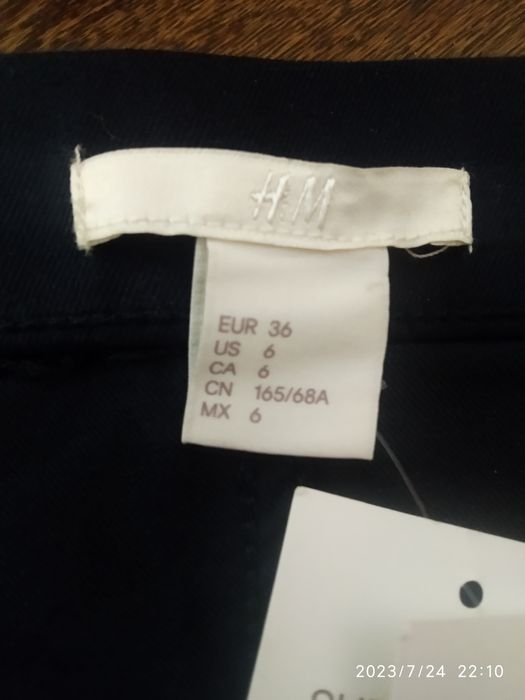 H&M
EUR 36
US 6
CA 6
CN 165/68A
MX 6
2023/7/24 22:10